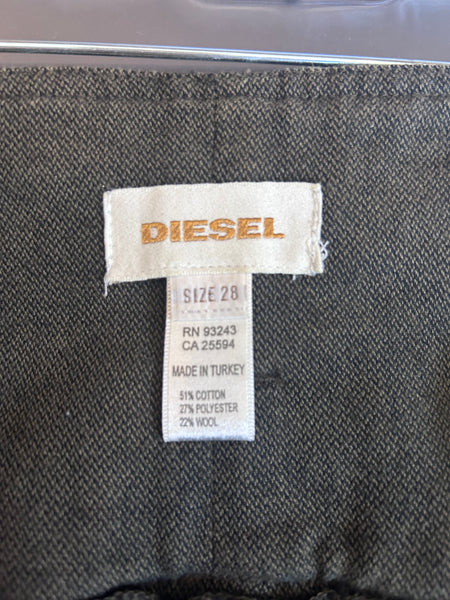 DIESEL
SIZE 28
RN 93243
CA 25594
MADE IN TURKEY
51% COTTON
27% POLYESTER
22% WOOL